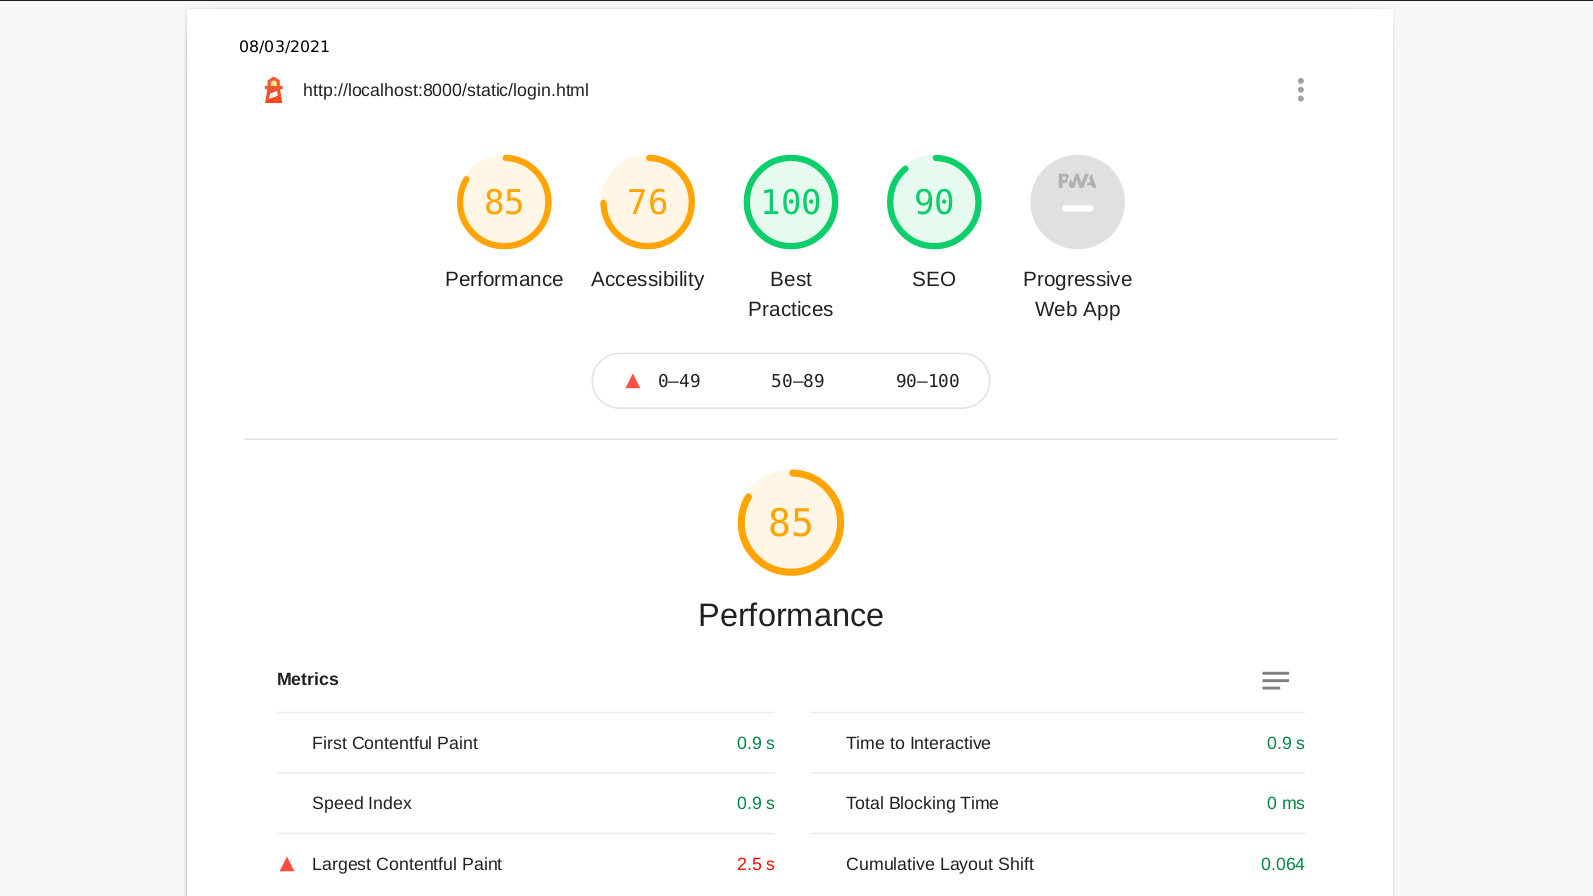 08/03/2021
http://localhost:8000/static/login.html
85
76
100
90
PWA
Performance
Accessibility
Best Practices
SEO
Progressive Web App
0–49
50–89
90–100
85
Performance
Metrics
First Contentful Paint 0.9 s
Time to Interactive 0.9 s
Speed Index 0.9 s
Total Blocking Time 0 ms
Largest Contentful Paint 2.5 s
Cumulative Layout Shift 0.064